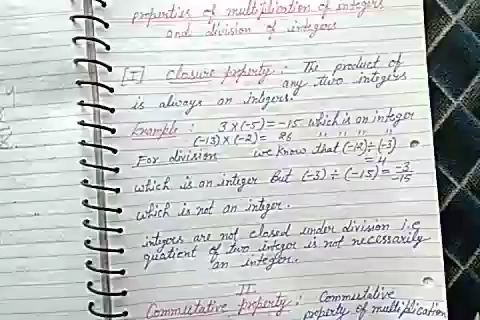 properties of multiplication of integers
and division of integers
[I] Closure property : The product of
any two integers
is always an integers.
Example : 3 x (-5) = -15 which is an integer
(-13) X (-2) = 26 " " " " "
For division we know that (-12) ÷ (-3)
= 4
which is an integer But (-3) ÷ (-15) = -3/-15
which is not an integer.
integers are not closed under division i.e
quatient of two integer is not necessarily
an integer.
II
Commutative property : Commutative
property of multiplication